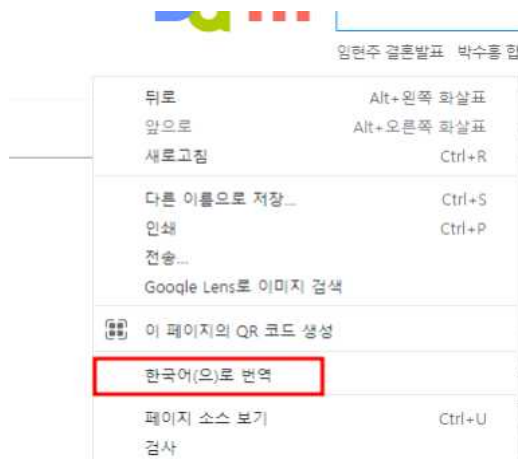 임현주 결혼발표 박수홍 합
뒤로 Alt+왼쪽 화살표
앞으로 Alt+오른쪽 화살표
새로고침 Ctrl+R
다른 이름으로 저장... Ctrl+S
인쇄 Ctrl+P
전송...
Google Lens로 이미지 검색
이 페이지의 QR 코드 생성
한국어(으)로 번역
페이지 소스 보기 Ctrl+U
검사